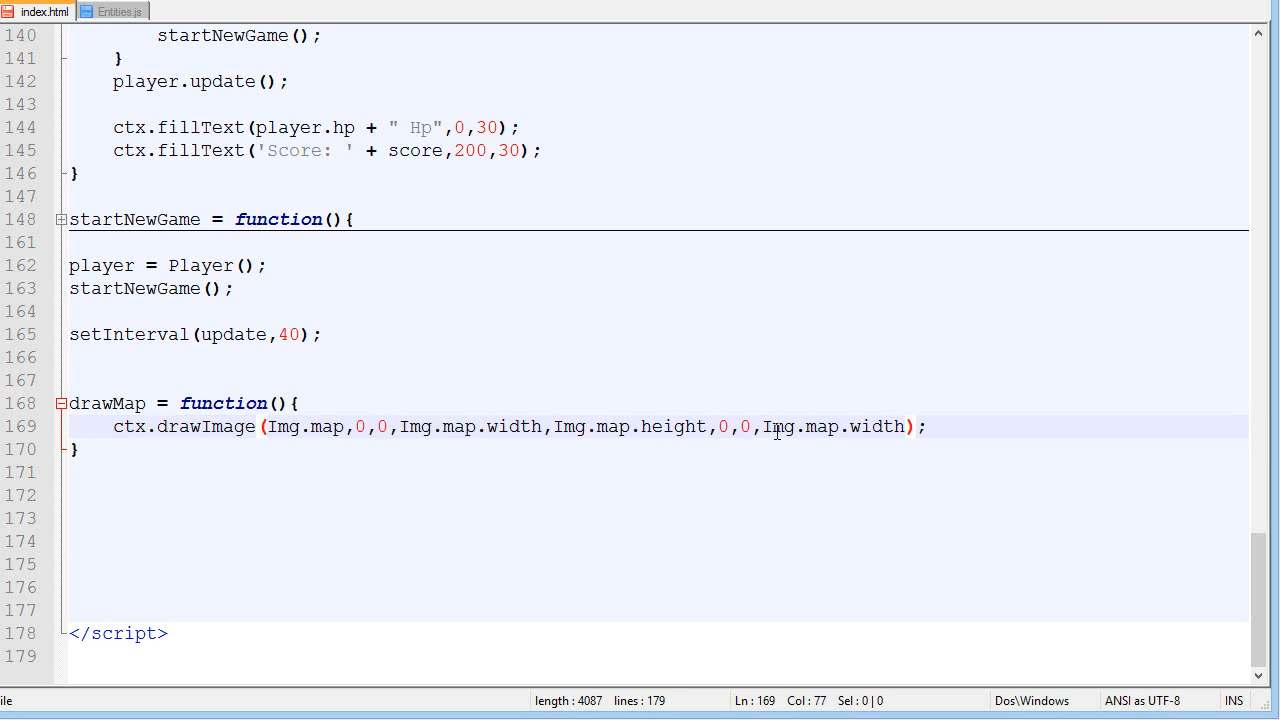 index.html Entities.js
140 startNewGame();
141 }
142 player.update();
143
144 ctx.fillText(player.hp + " Hp",0,30);
145 ctx.fillText('Score: ' + score,200,30);
146 }
147
148 startNewGame = function(){
161
162 player = Player();
163 startNewGame();
164
165 setInterval(update,40);
166
167
168 drawMap = function(){
169 ctx.drawImage(Img.map,0,0,Img.map.width,Img.map.height,0,0,Img.map.width);
170 }
171
172
173
174
175
176
177
178 </script>
179
ile length : 4087 lines : 179 Ln : 169 Col : 77 Sel : 0 | 0 Dos\Windows ANSI as UTF-8 INS